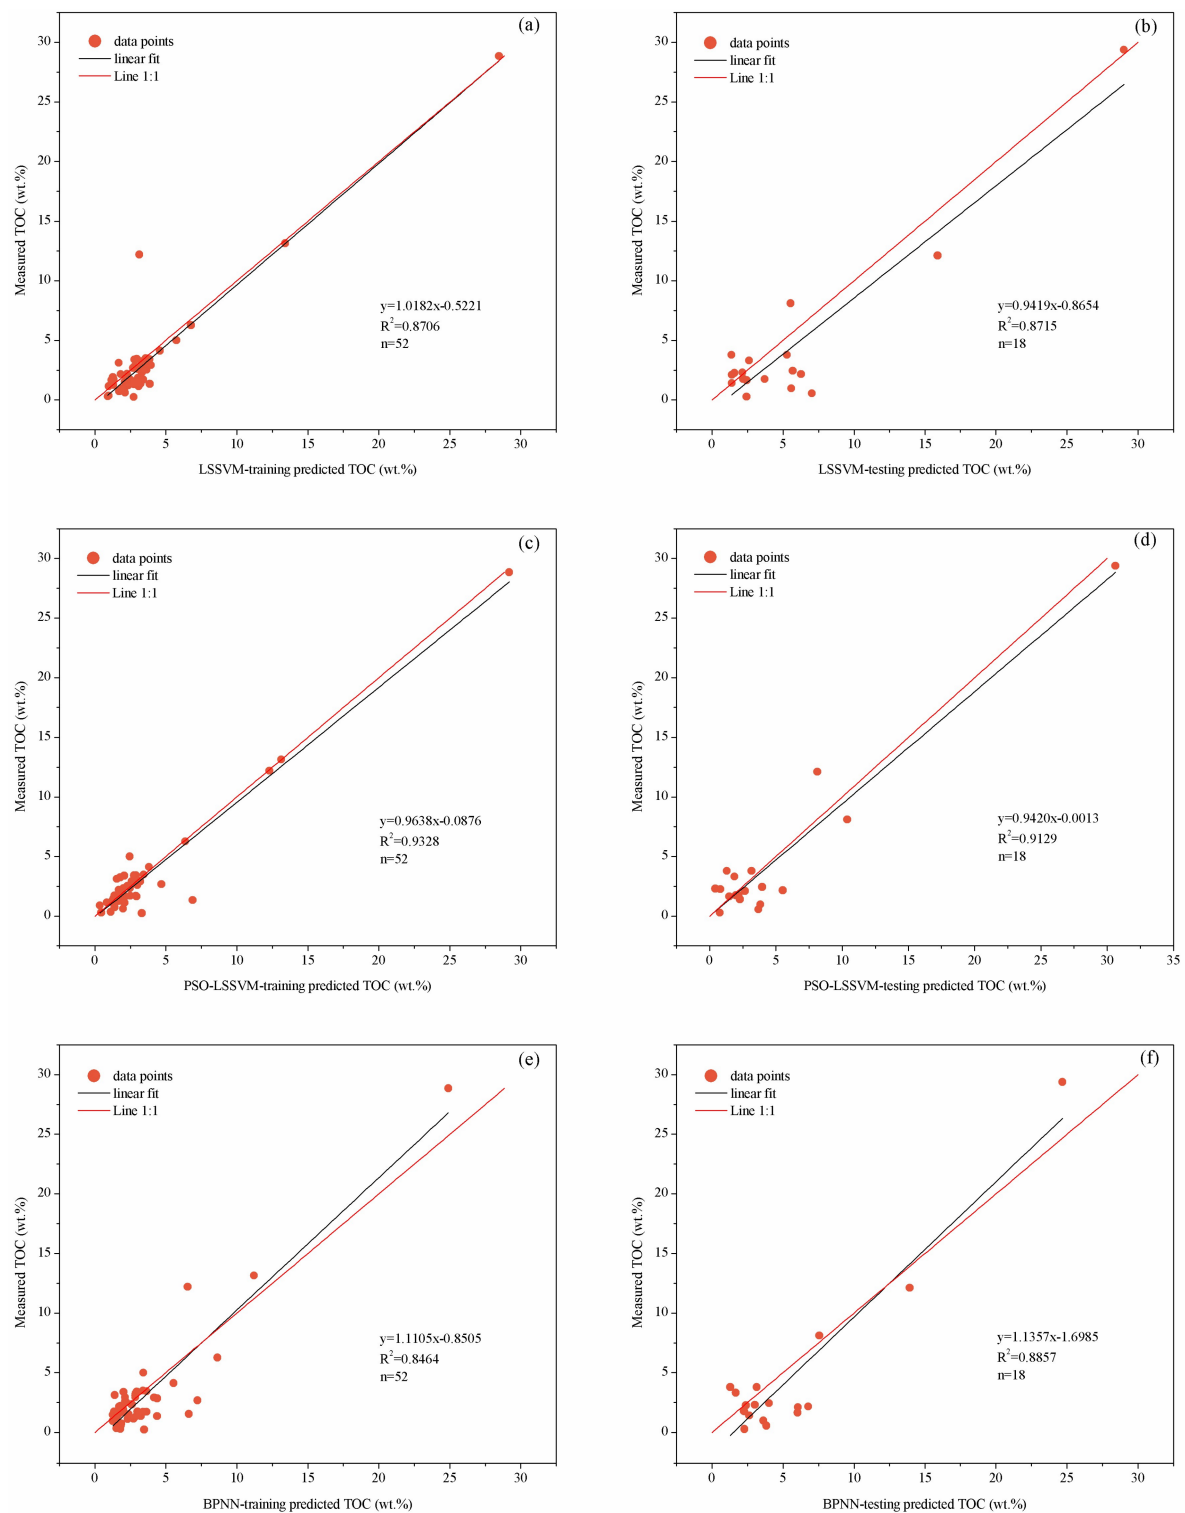 (a)
data points
linear fit
Line 1:1
30
25
20
15
10
5
0
Measured TOC (wt.%)
y=1.0182x-0.5221
R²=0.8706
n=52
0 5 10 15 20 25 30
LSSVM-training predicted TOC (wt.%)
(b)
data points
linear fit
Line 1:1
30
25
20
15
10
5
0
Measured TOC (wt.%)
y=0.9419x-0.8654
R²=0.8715
n=18
0 5 10 15 20 25 30
LSSVM-testing predicted TOC (wt.%)
(c)
data points
linear fit
Line 1:1
30
25
20
15
10
5
0
Measured TOC (wt.%)
y=0.9638x-0.0876
R²=0.9328
n=52
0 5 10 15 20 25 30
PSO-LSSVM-training predicted TOC (wt.%)
(d)
data points
linear fit
Line 1:1
30
25
20
15
10
5
0
Measured TOC (wt.%)
y=0.9420x-0.0013
R²=0.9129
n=18
0 5 10 15 20 25 30 35
PSO-LSSVM-testing predicted TOC (wt.%)
(e)
data points
linear fit
Line 1:1
30
25
20
15
10
5
0
Measured TOC (wt.%)
y=1.1105x-0.8505
R²=0.8464
n=52
0 5 10 15 20 25 30
BPNN-training predicted TOC (wt.%)
(f)
data points
linear fit
Line 1:1
30
25
20
15
10
5
0
Measured TOC (wt.%)
y=1.1357x-1.6985
R²=0.8857
n=18
0 5 10 15 20 25 30
BPNN-testing predicted TOC (wt.%)